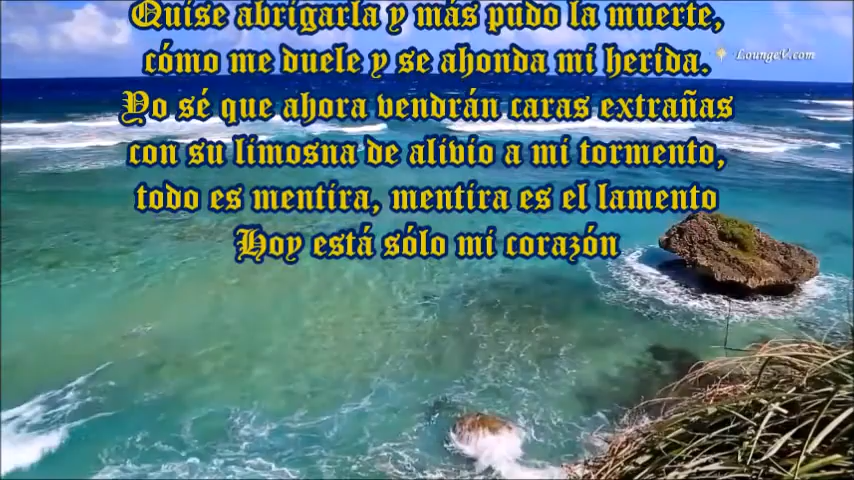 Quise abrigarla y más pudo la muerte,
LoungeV.com
cómo me duele y se ahonda mi herida.
Yo sé que ahora vendrán caras extrañas
con su limosna de alivio a mi tormento,
todo es mentira, mentira es el lamento
Hoy está sólo mi corazón